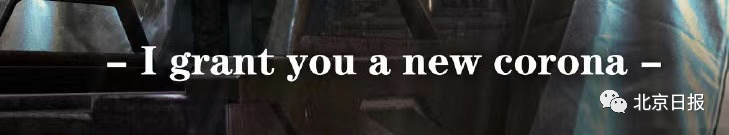 – I grant you a new corona –
北京日报